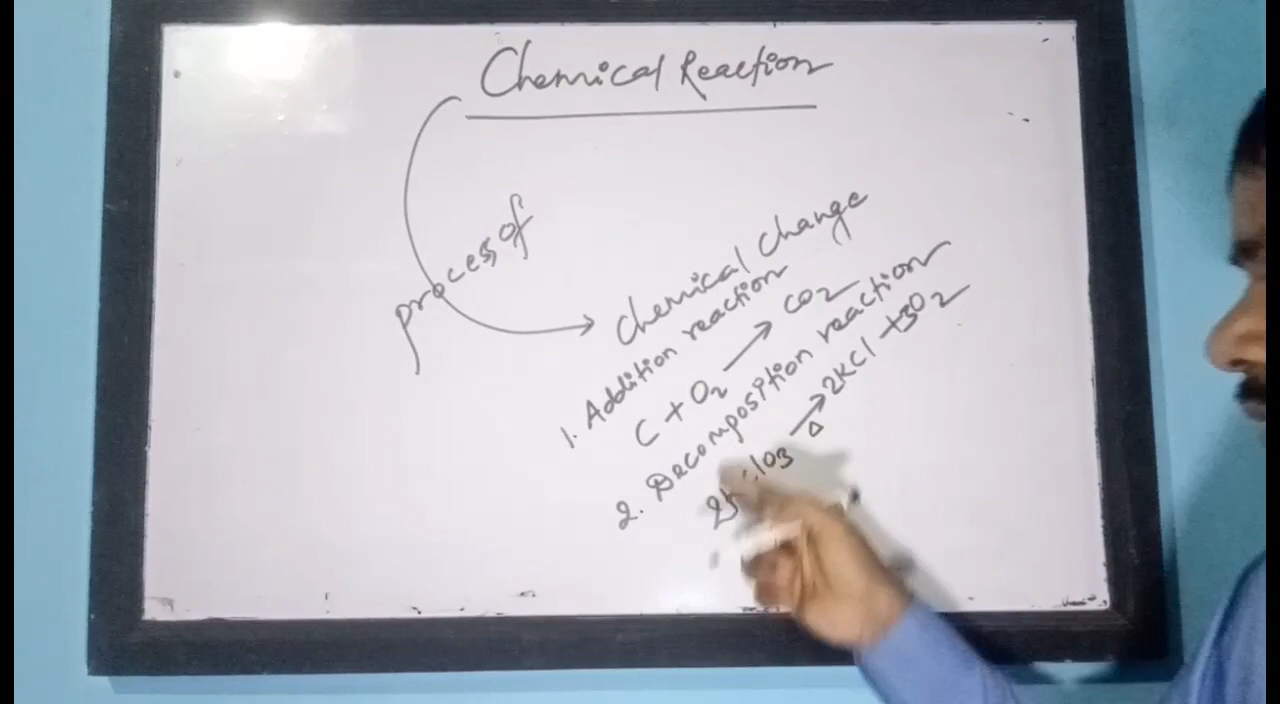 Chemical Reaction
process of
Chemical Change
1. Addition reaction
C + O2 → CO2
2. Decomposition reaction
→ Δ 2KCl + 3O2